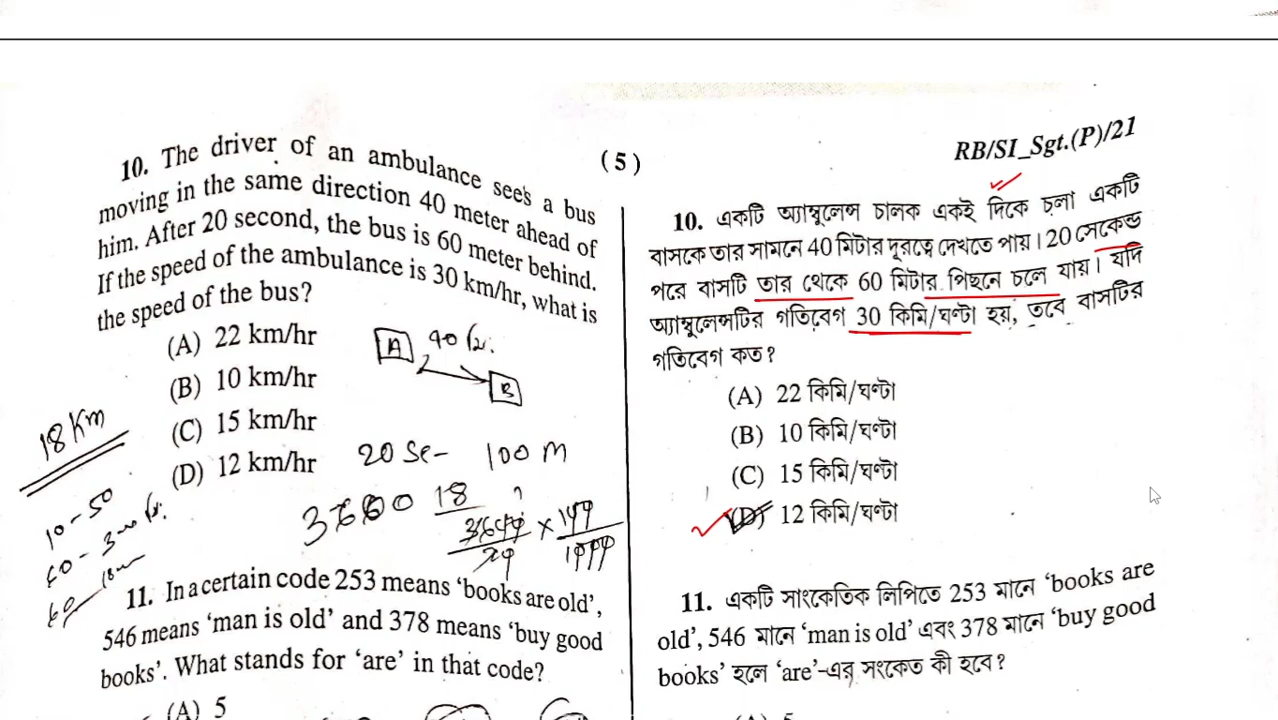 ( 5 )
RB/SI_Sgt.(P)/21
10. The driver of an ambulance see's a bus
moving in the same direction 40 meter ahead of
him. After 20 second, the bus is 60 meter behind.
If the speed of the ambulance is 30 km/hr, what is
the speed of the bus?
(A) 22 km/hr
(B) 10 km/hr
(C) 15 km/hr
(D) 12 km/hr
A
B
18 Km
20 Se- 100 M
18
10-50
11. In a certain code 253 means ‘books are old’,
546 means ‘man is old’ and 378 means ‘buy good
books’. What stands for ‘are’ in that code?
(A) 5
10. একটি অ্যাম্বুলেন্স চালক একই দিকে চলা একটি
বাসকে তার সামনে 40 মিটার দূরত্বে দেখতে পায়। 20 সেকেন্ড
পরে বাসটি তার থেকে 60 মিটার পিছনে চলে যায়। যদি
অ্যাম্বুলেন্সটির গতিবেগ 30 কিমি/ঘণ্টা হয়, তবে বাসটির
গতিবেগ কত?
(A) 22 কিমি/ঘণ্টা
(B) 10 কিমি/ঘণ্টা
(C) 15 কিমি/ঘণ্টা
(D) 12 কিমি/ঘণ্টা
11. একটি সাংকেতিক লিপিতে 253 মানে ‘books are
old’, 546 মানে ‘man is old’ এবং 378 মানে ‘buy good
books’ হলে ‘are’-এর সংকেত কী হবে?